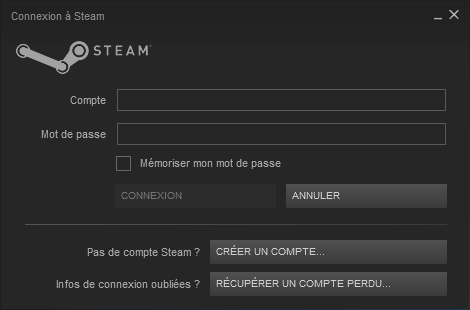 Connexion à Steam
STEAM™
Compte
Mot de passe
Mémoriser mon mot de passe
CONNEXION ANNULER
Pas de compte Steam ? CRÉER UN COMPTE...
Infos de connexion oubliées ? RÉCUPÉRER UN COMPTE PERDU...